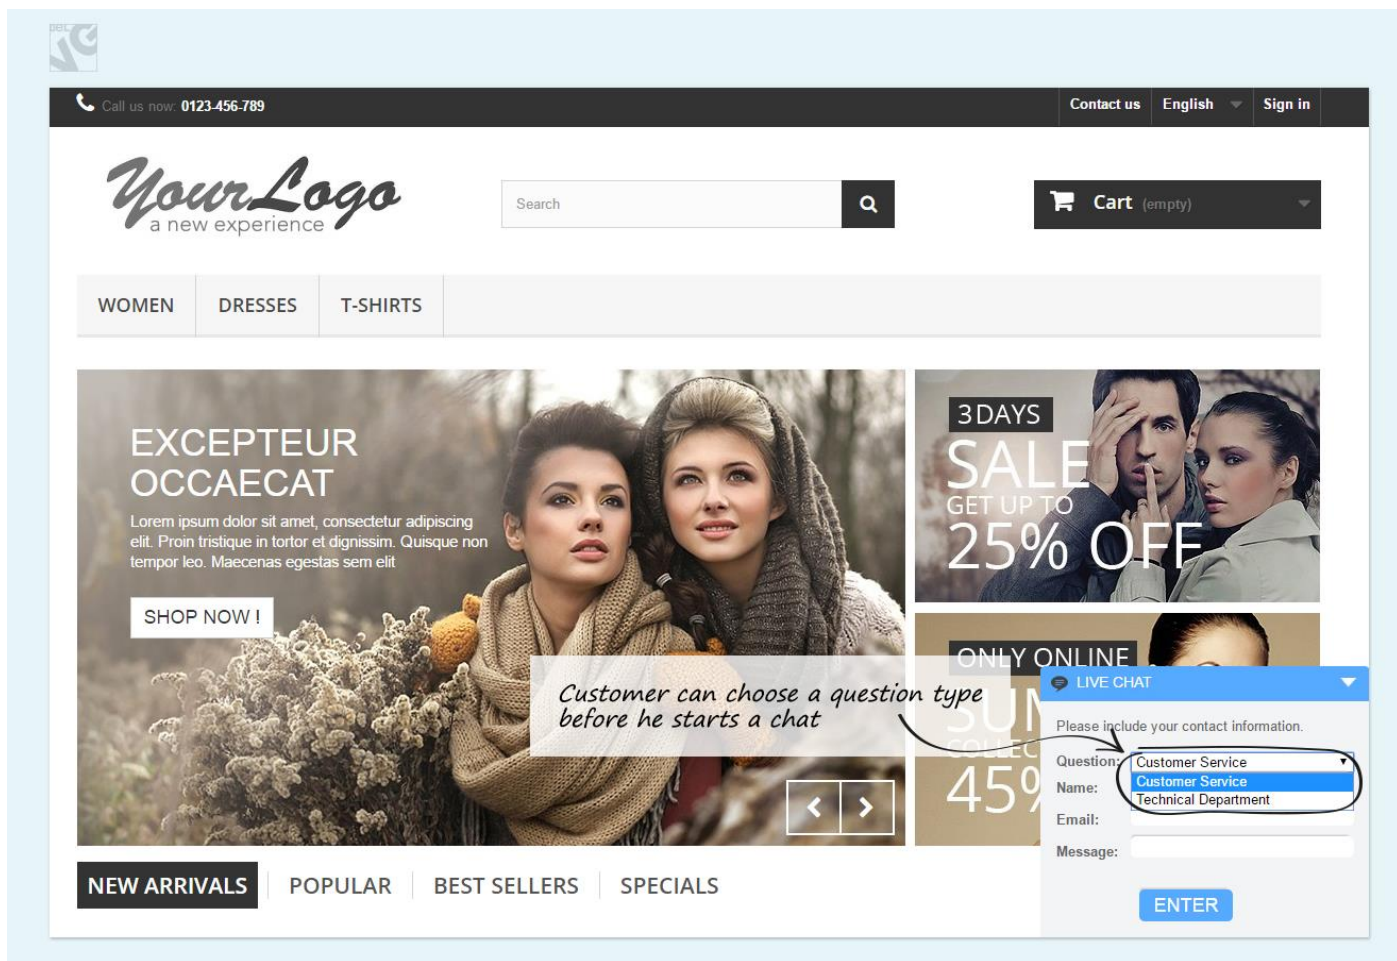 Call us now: 0123-456-789
Contact us
English
Sign in
YourLogo
a new experience
Search
Cart (empty)
WOMEN
DRESSES
T-SHIRTS
EXCEPTEUR
OCCAECAT
Lorem ipsum dolor sit amet, consectetur adipiscing
elit. Proin tristique in tortor et dignissim. Quisque non
tempor leo. Maecenas egestas sem elit
SHOP NOW !
3 DAYS
SALE
GET UP TO
25% OFF
ONLY ONLINE
SUM
COLLEC
45%
Customer can choose a question type
before he starts a chat
LIVE CHAT
Please include your contact information.
Question: Customer Service
Customer Service
Technical Department
Name:
Email:
Message:
ENTER
NEW ARRIVALS
POPULAR
BEST SELLERS
SPECIALS